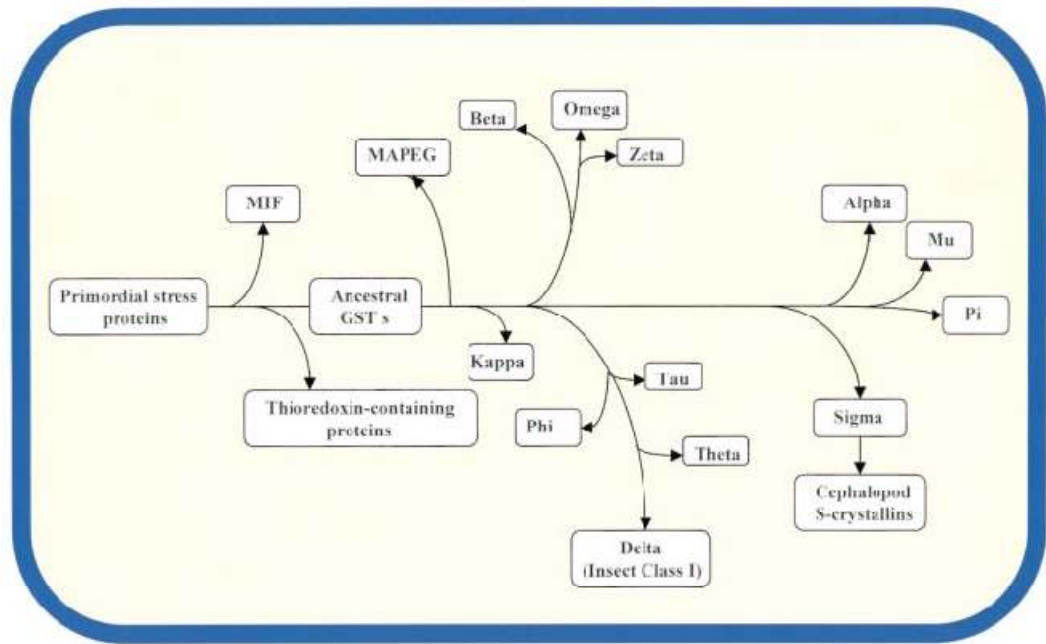 Omega
Beta
Zeta
MAPEG
MIF
Alpha
Mu
Primordial stress
proteins
Ancestral
GST s
Pi
Kappa
Tau
Thioredoxin-containing
proteins
Phi
Sigma
Theta
Cephalopod
S-crystallins
Delta
(Insect Class I)